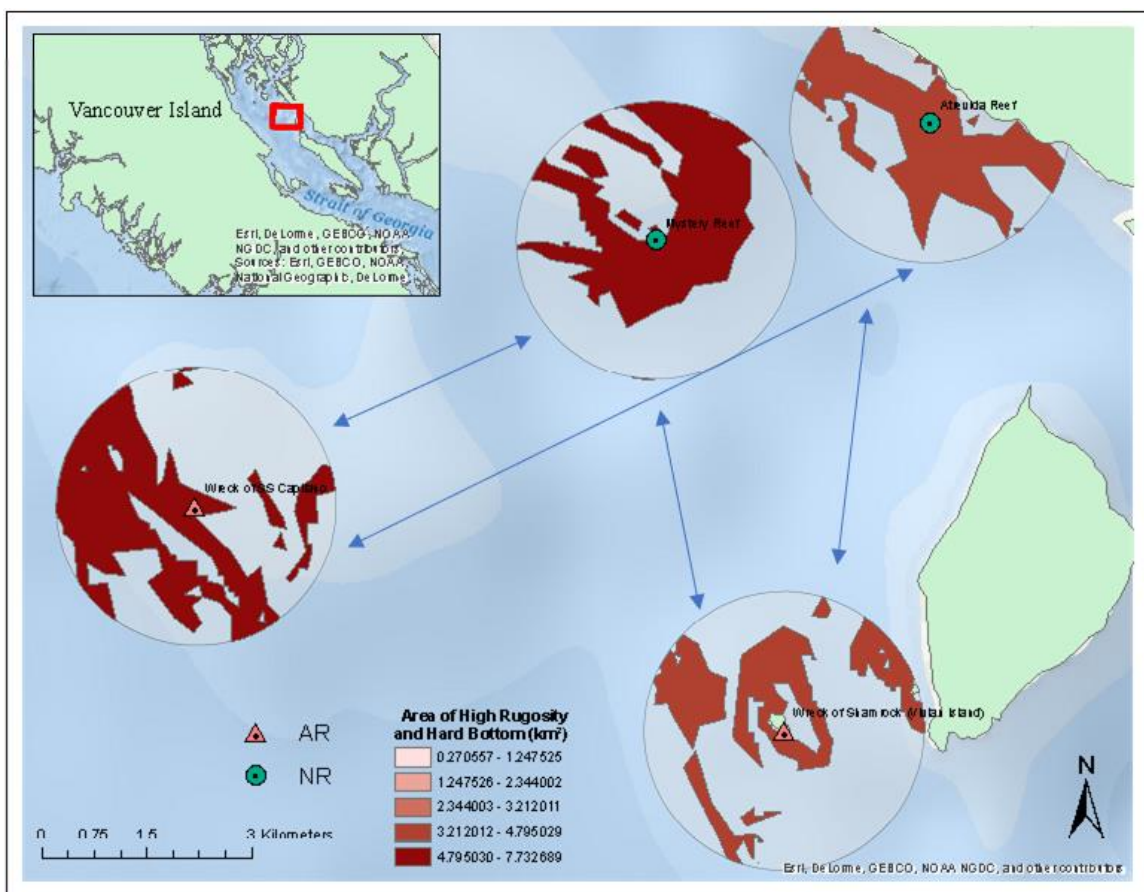 Vancouver Island
Strait of Georgia
Esri, DeLorme, GEBCO, NOAA
NGDC, and other contributors
Sources: Esri, GEBCO, NOAA,
National Geographic, DeLorme,
Mystery Reef
Reef
Wreck of SS Capilano
Wreck of Shamrock (Vivian Island)
AR
NR
Area of High Rugosity
and Hard Bottom (km²)
0.270557 - 1.247525
1.247526 - 2.344002
2.344003 - 3.212011
3.212012 - 4.795029
4.795030 - 7.732689
0 0.75 1.5 3 Kilometers
N
Esri, DeLorme, GEBCO, NOAA NGDC, and other contributors